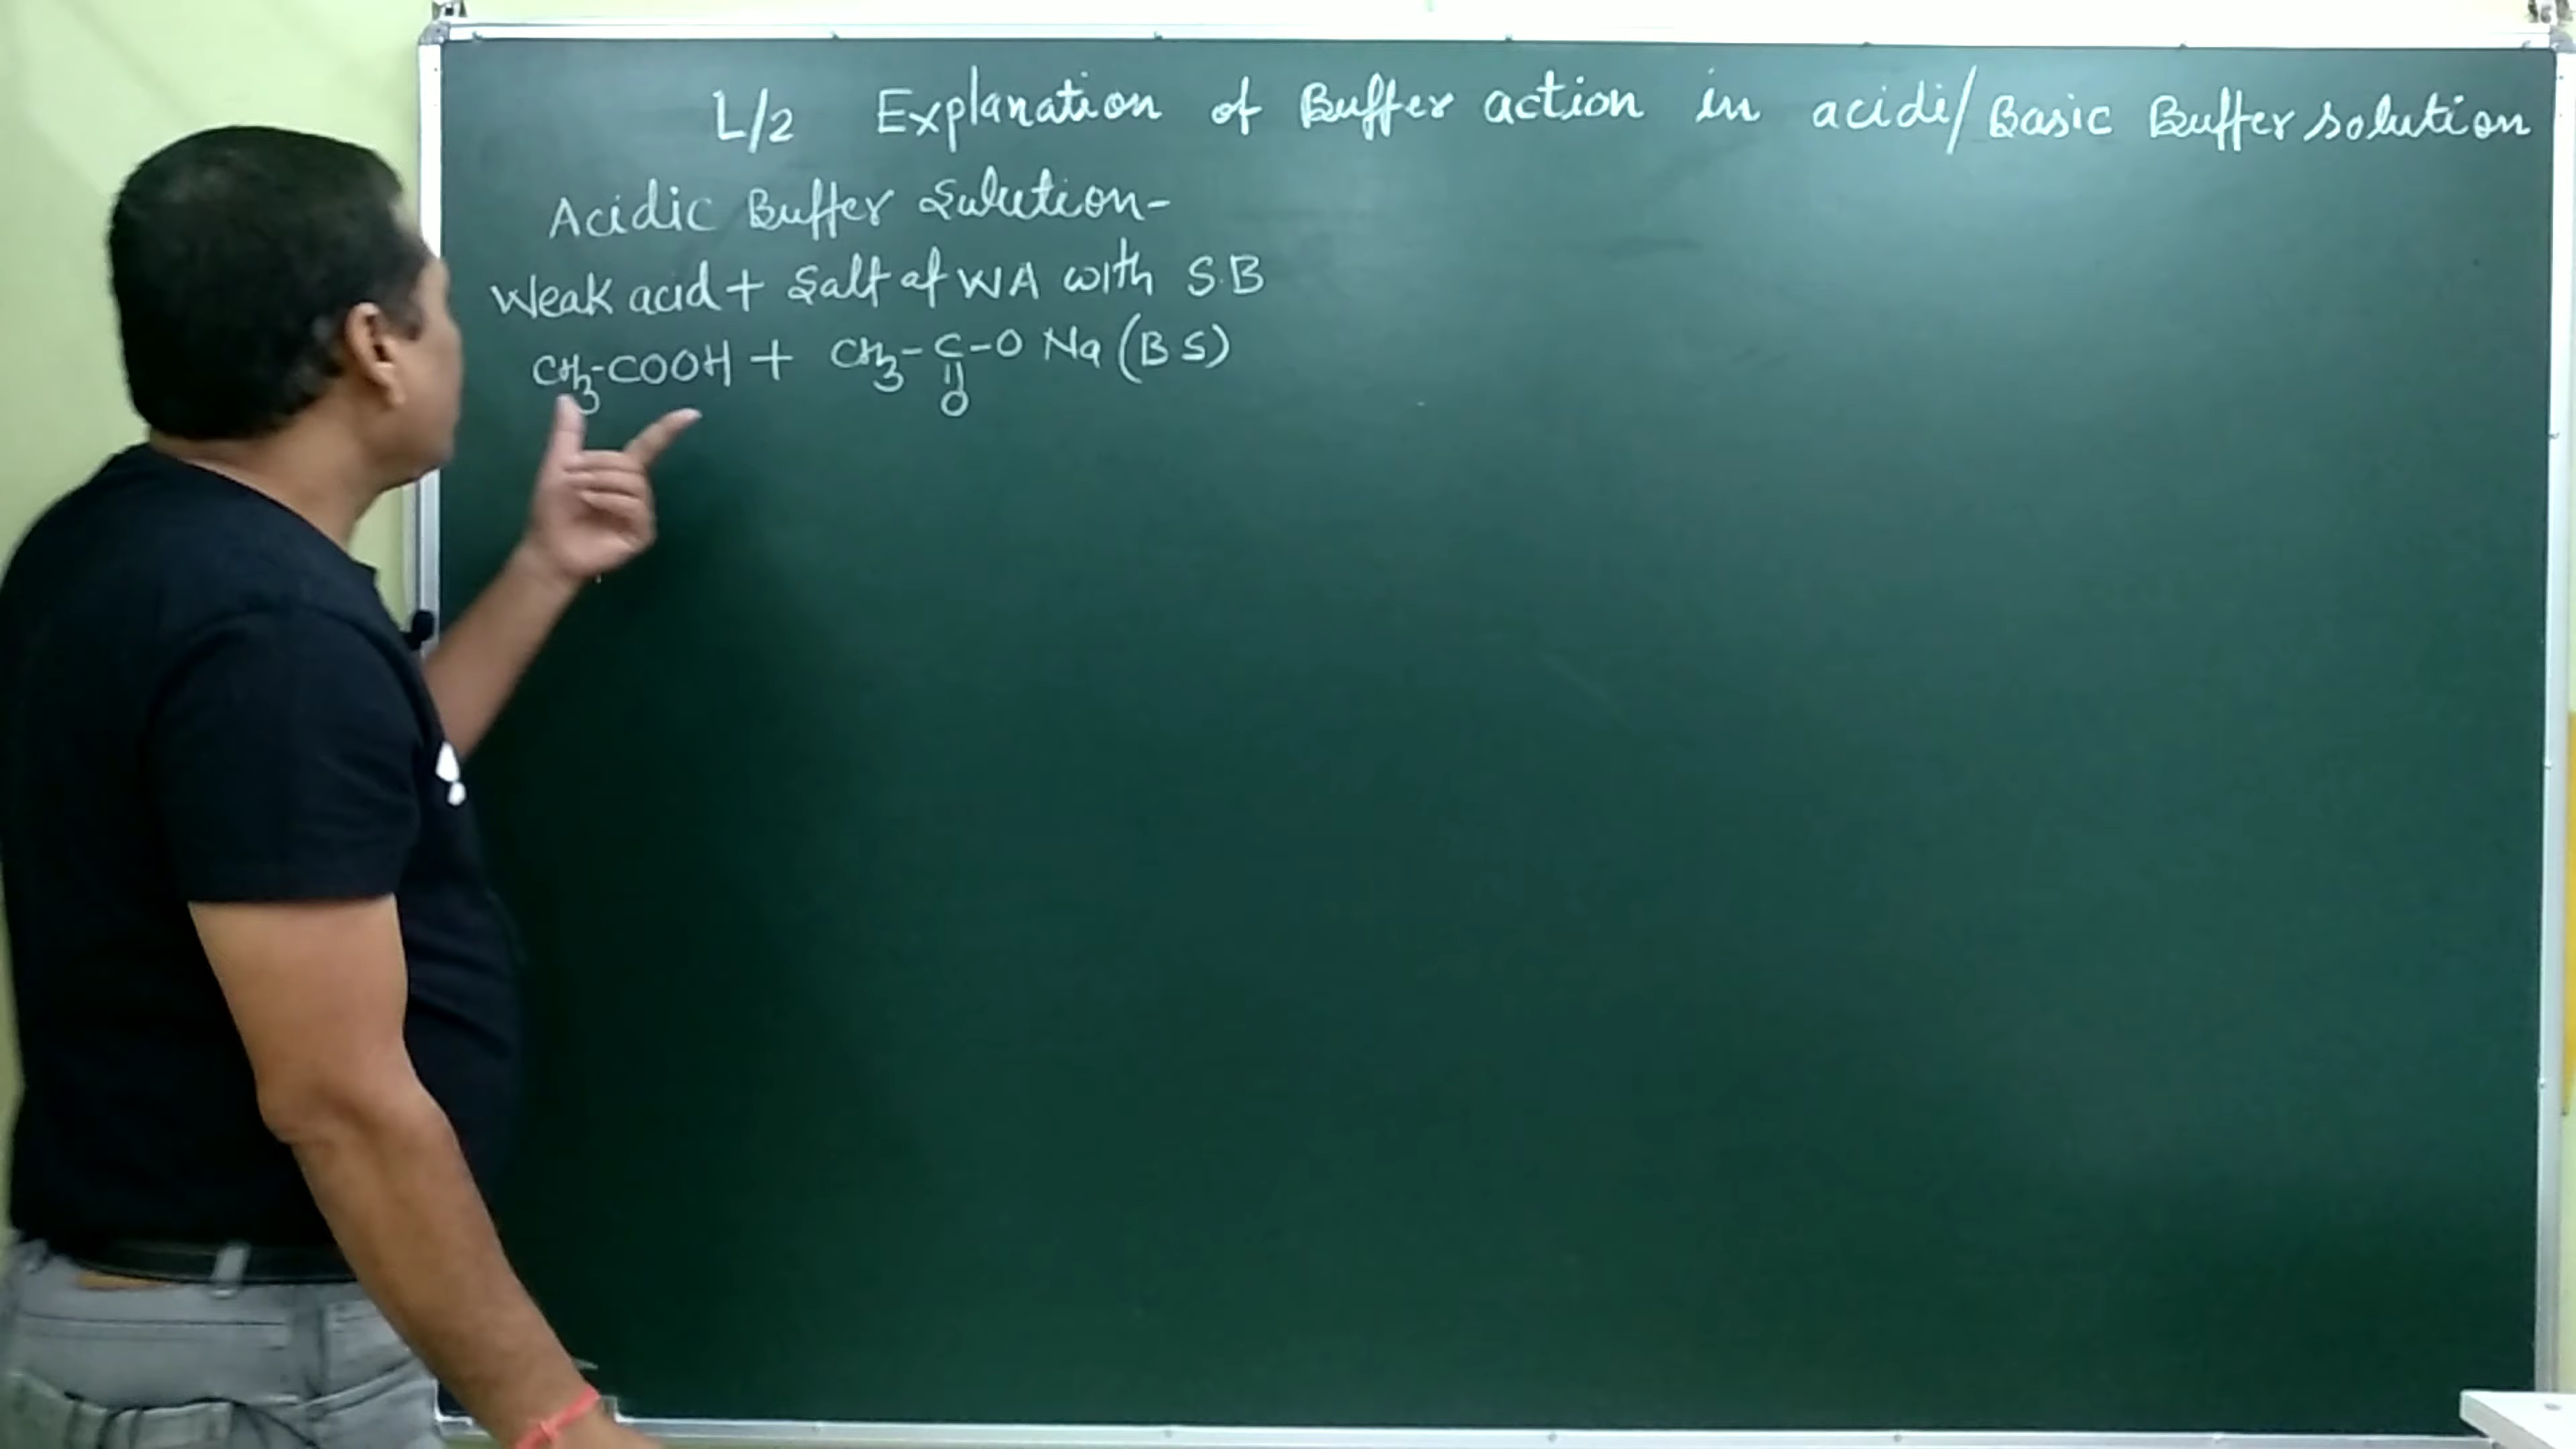 L/2 Explanation of Buffer action in acidi/Basic Buffer solution
Acidic Buffer Solution-
Weak acid + Salt of WA with S.B
CH3-COOH + CH3-C-O Na (BS)
||
O